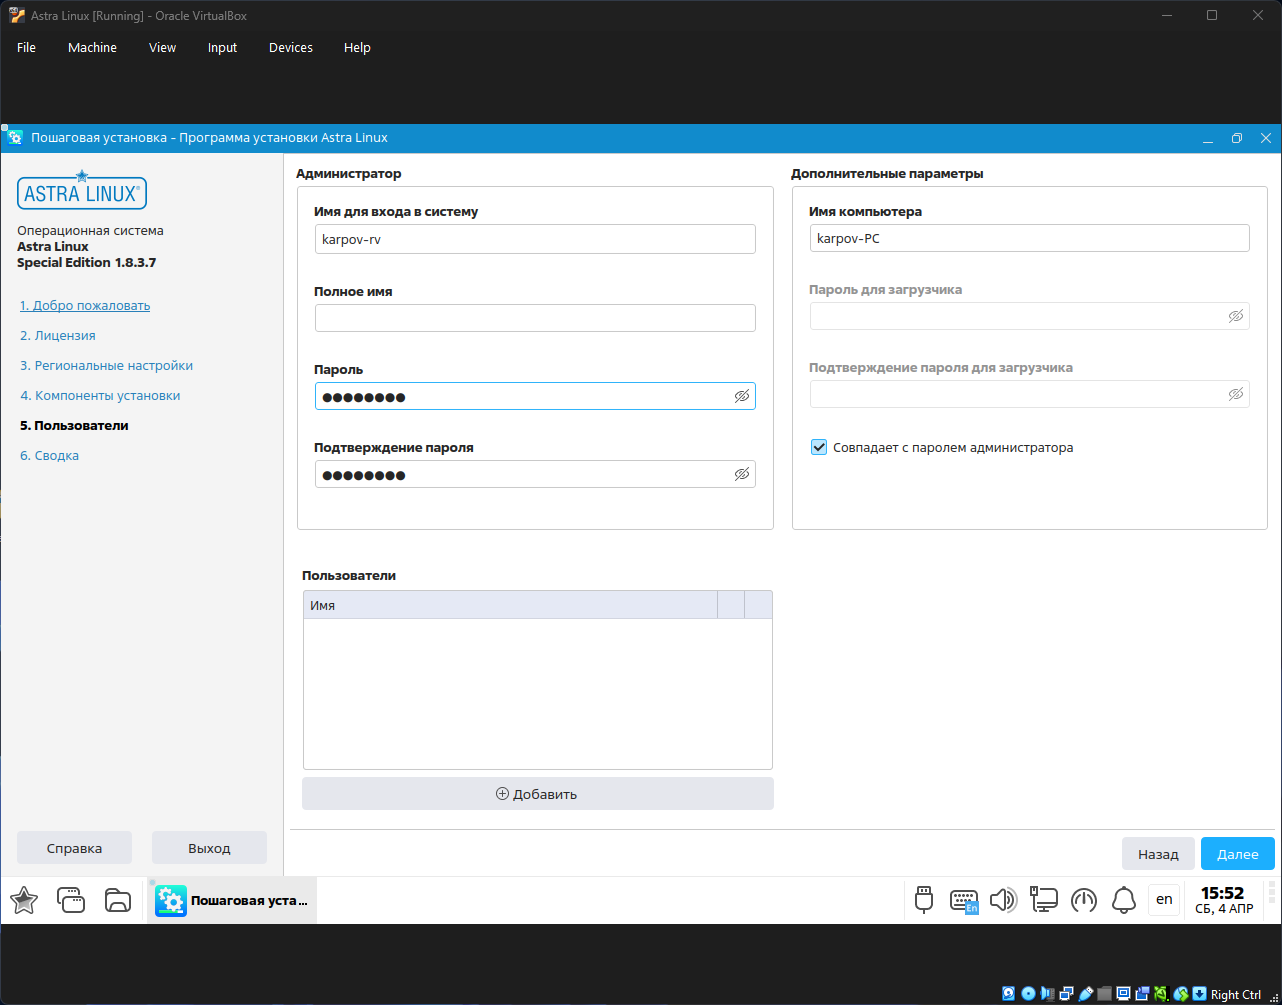 Astra Linux [Running] - Oracle VirtualBox
File Machine View Input Devices Help
Пошаговая установка - Программа установки Astra Linux
ASTRA LINUX®
Операционная система
Astra Linux
Special Edition 1.8.3.7
1. Добро пожаловать
2. Лицензия
3. Региональные настройки
4. Компоненты установки
5. Пользователи
6. Сводка
Справка
Выход
Администратор
Имя для входа в систему
karpov-rv
Полное имя
Пароль
●●●●●●●●
Подтверждение пароля
●●●●●●●●
Дополнительные параметры
Имя компьютера
karpov-PC
Пароль для загрузчика
Подтверждение пароля для загрузчика
Совпадает с паролем администратора
Пользователи
Имя
Добавить
Назад
Далее
Пошаговая уста...
En
en
15:52
СБ, 4 АПР
Right Ctrl